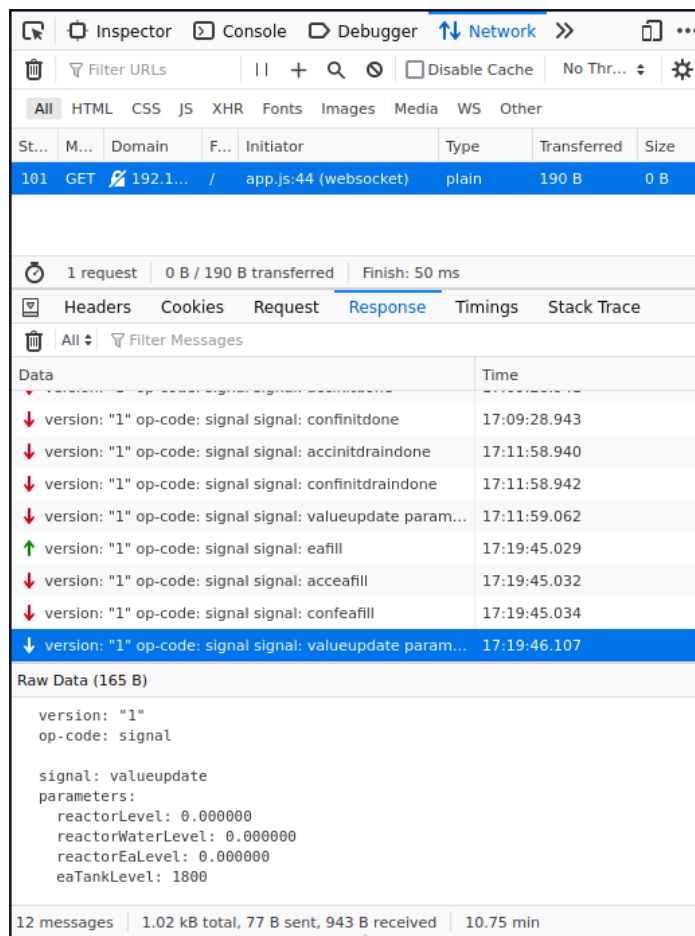 Inspector Console Debugger Network
Filter URLs Disable Cache No Thr...
All HTML CSS JS XHR Fonts Images Media WS Other
St... M... Domain F... Initiator Type Transferred Size
101 GET 192.1... / app.js:44 (websocket) plain 190 B 0 B
1 request 0 B / 190 B transferred Finish: 50 ms
Headers Cookies Request Response Timings Stack Trace
All Filter Messages
Data Time
version: "1" op-code: signal signal: confinitdone 17:09:28.943
version: "1" op-code: signal signal: accinitdraindone 17:11:58.940
version: "1" op-code: signal signal: confinitdraindone 17:11:58.942
version: "1" op-code: signal signal: valueupdate param... 17:11:59.062
version: "1" op-code: signal signal: eafill 17:19:45.029
version: "1" op-code: signal signal: acceafill 17:19:45.032
version: "1" op-code: signal signal: confeafill 17:19:45.034
version: "1" op-code: signal signal: valueupdate param... 17:19:46.107
Raw Data (165 B)
version: "1"
op-code: signal
signal: valueupdate
parameters:
reactorLevel: 0.000000
reactorWaterLevel: 0.000000
reactorEaLevel: 0.000000
eaTankLevel: 1800
12 messages 1.02 kB total, 77 B sent, 943 B received 10.75 min